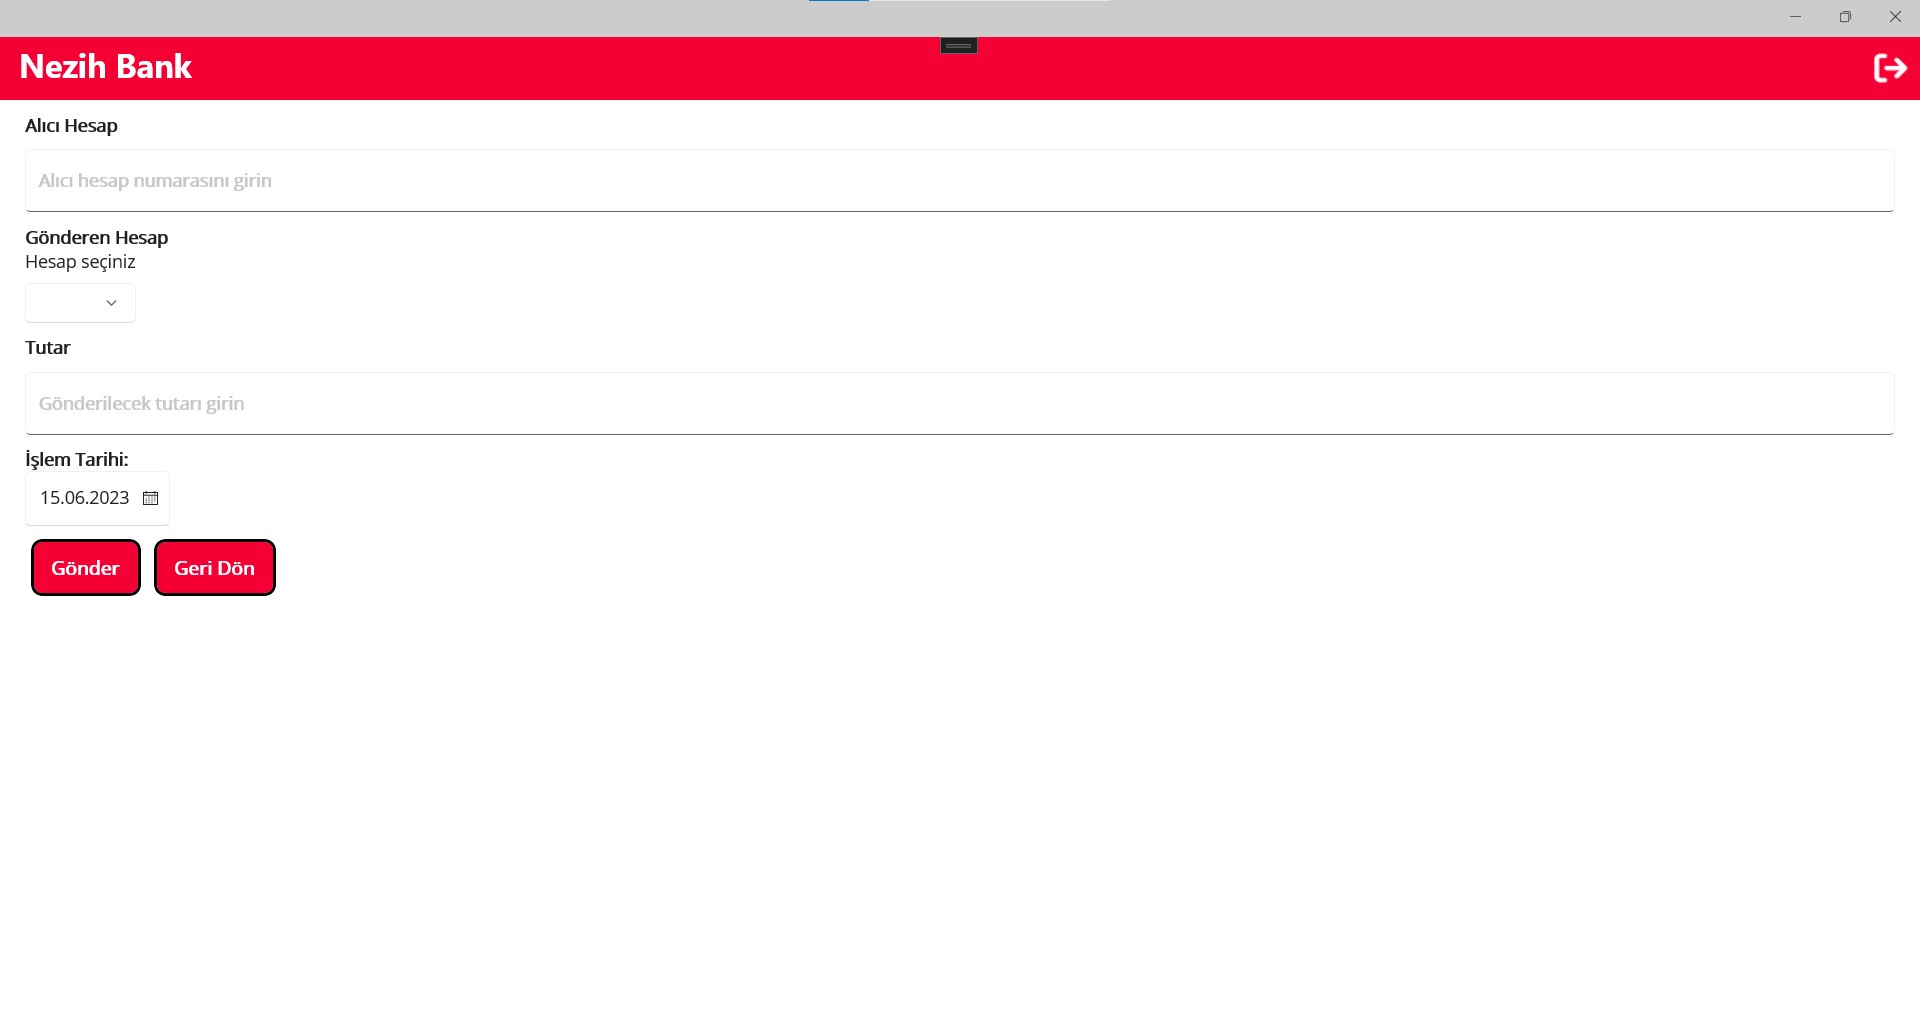 Nezih Bank
Alıcı Hesap
Alıcı hesap numarasını girin
Gönderen Hesap
Hesap seçiniz
Tutar
Gönderilecek tutarı girin
İşlem Tarihi:
15.06.2023
Gönder
Geri Dön